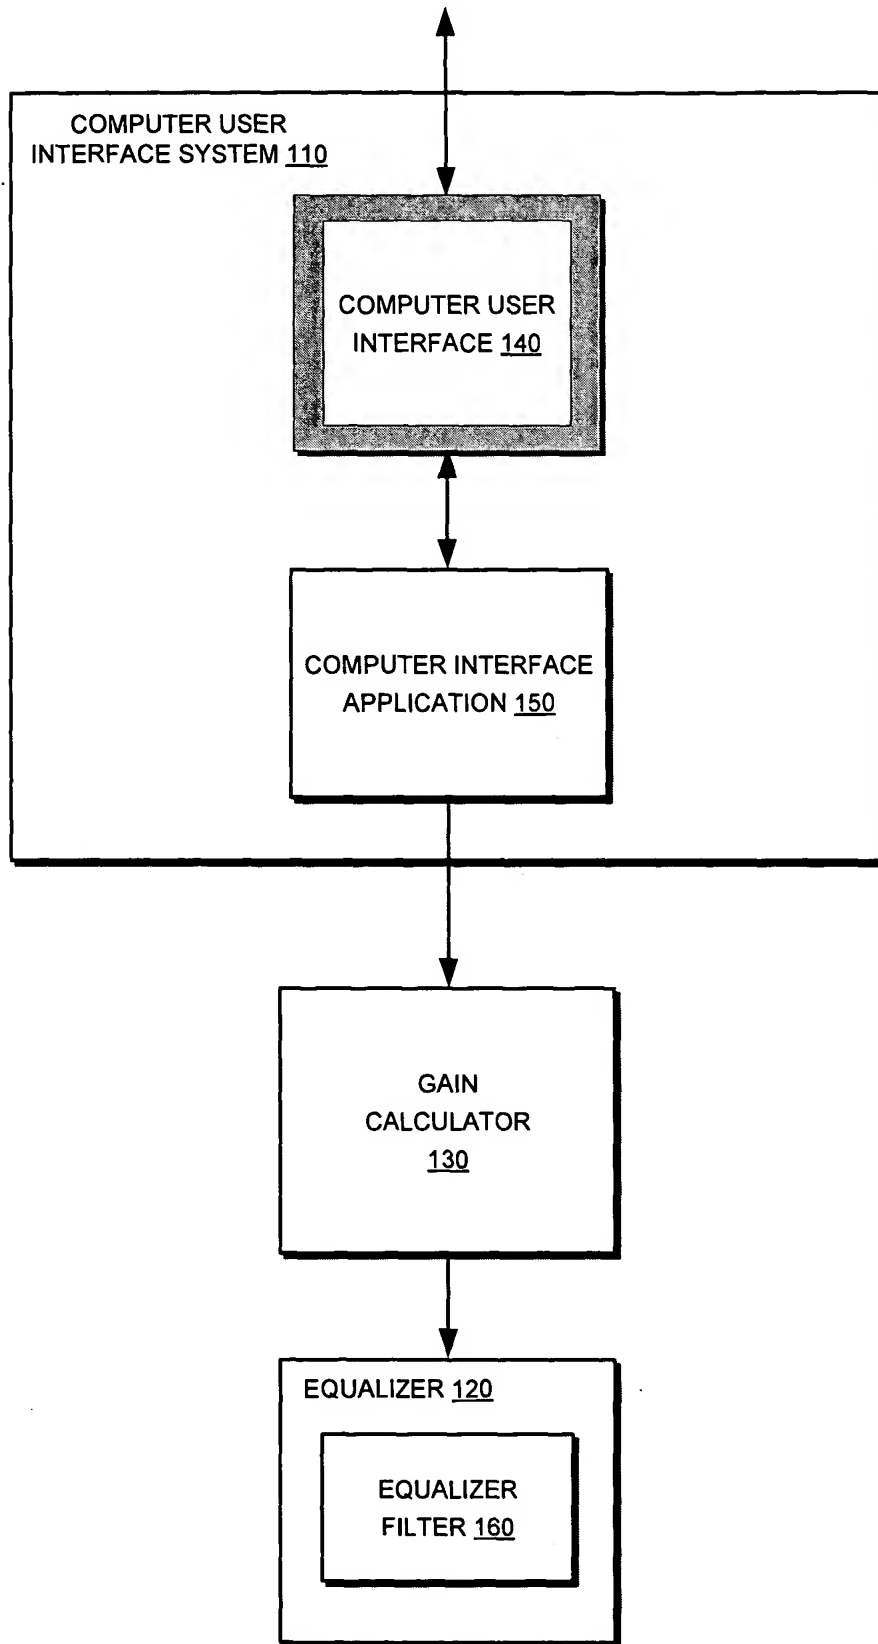 COMPUTER USER
INTERFACE SYSTEM 110
COMPUTER USER
INTERFACE 140
COMPUTER INTERFACE
APPLICATION 150
GAIN
CALCULATOR
130
EQUALIZER 120
EQUALIZER
FILTER 160